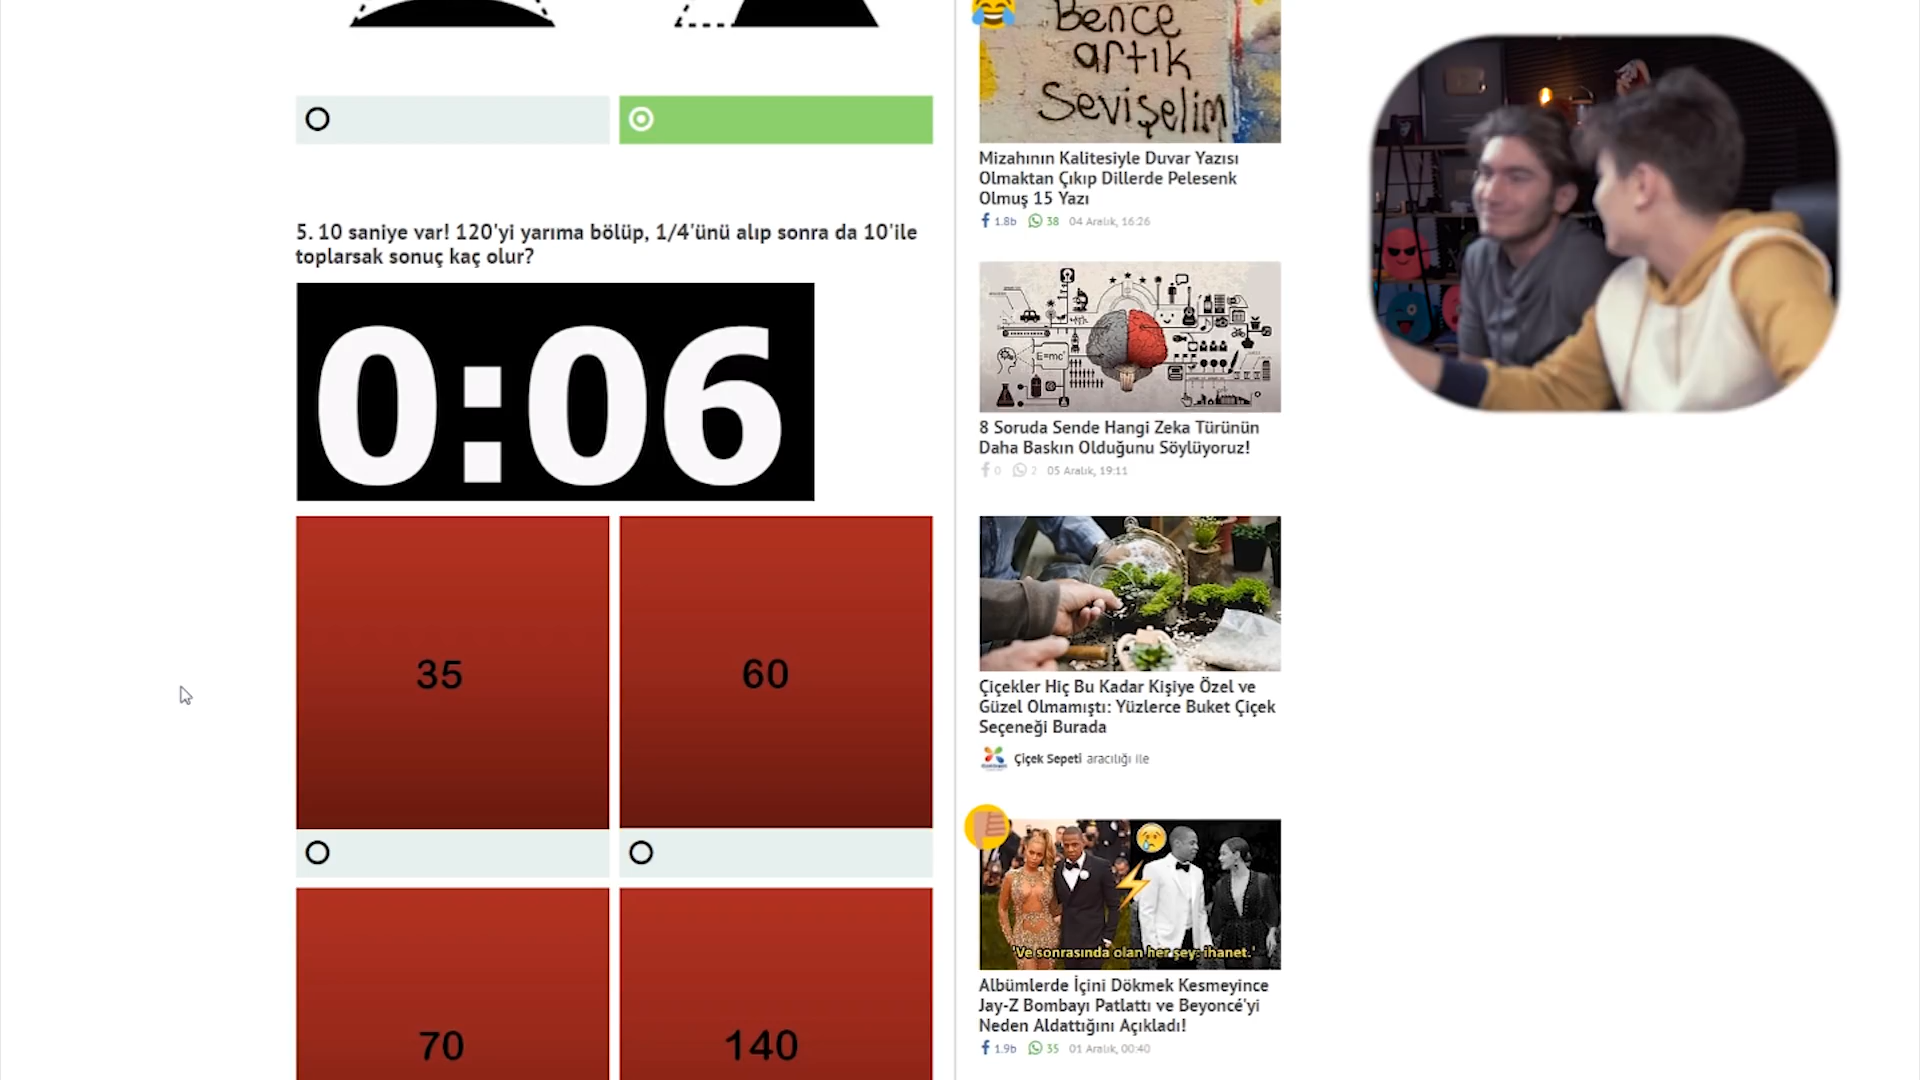 5. 10 saniye var! 120'yi yarıma bölüp, 1/4'ünü alıp sonra da 10'ile
toplarsak sonuç kaç olur?
0:06
35
60
70
140
Bence
artık
Sevişelim
Mizahının Kalitesiyle Duvar Yazısı
Olmaktan Çıkıp Dillerde Pelesenk
Olmuş 15 Yazı
1.8b 38 04 Aralık, 16:26
E=mc²
8 Soruda Sende Hangi Zeka Türünün
Daha Baskın Olduğunu Söylüyoruz!
0 2 05 Aralık, 19:11
Çiçekler Hiç Bu Kadar Kişiye Özel ve
Güzel Olmamıştı: Yüzlerce Buket Çiçek
Seçeneği Burada
Çiçek Sepeti aracılığı ile
'Ve sonrasında olan her şey: ihanet.'
Albümlerde İçini Dökmek Kesmeyince
Jay-Z Bombayı Patlattı ve Beyoncé'yi
Neden Aldattığını Açıkladı!
1.9b 35 01 Aralık, 00:40